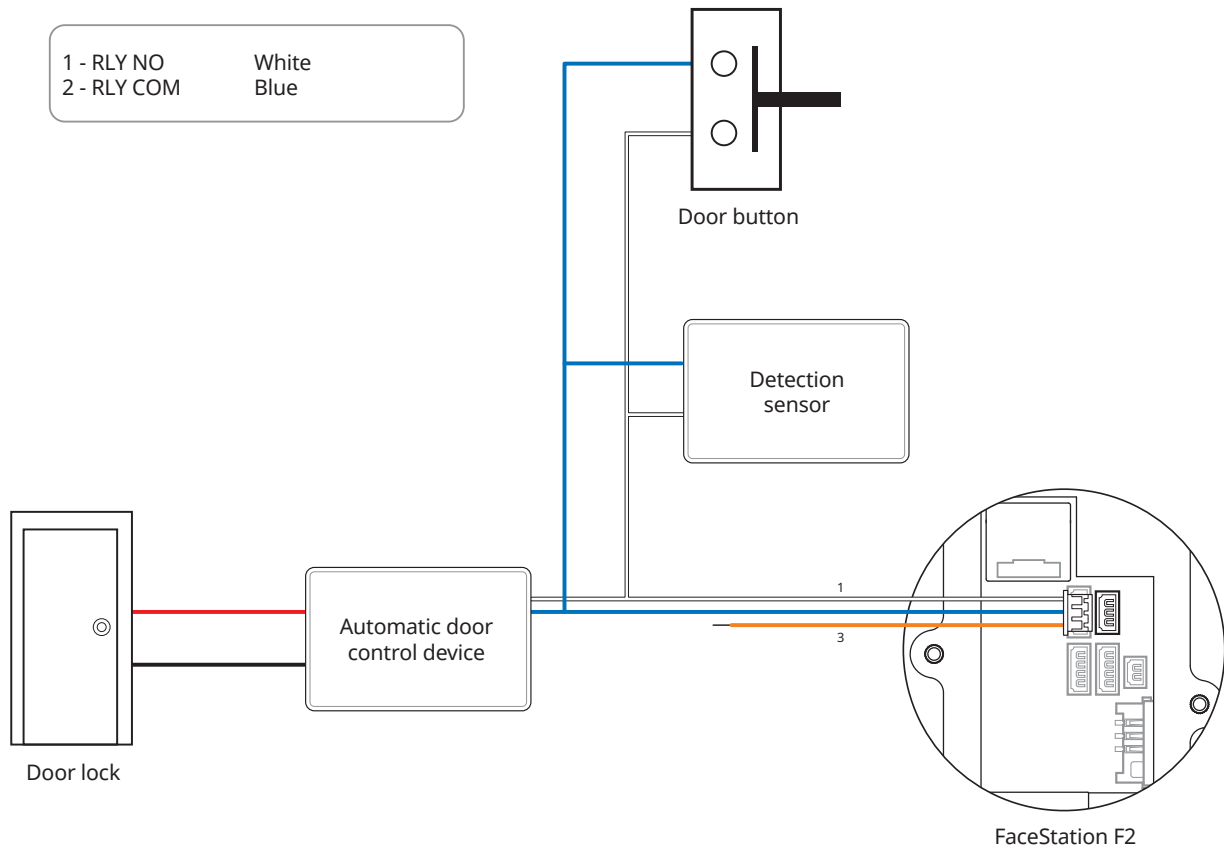 1 - RLY NO White
2 - RLY COM Blue
Door button
Detection
sensor
1
Automatic door
control device
3
Door lock
FaceStation F2